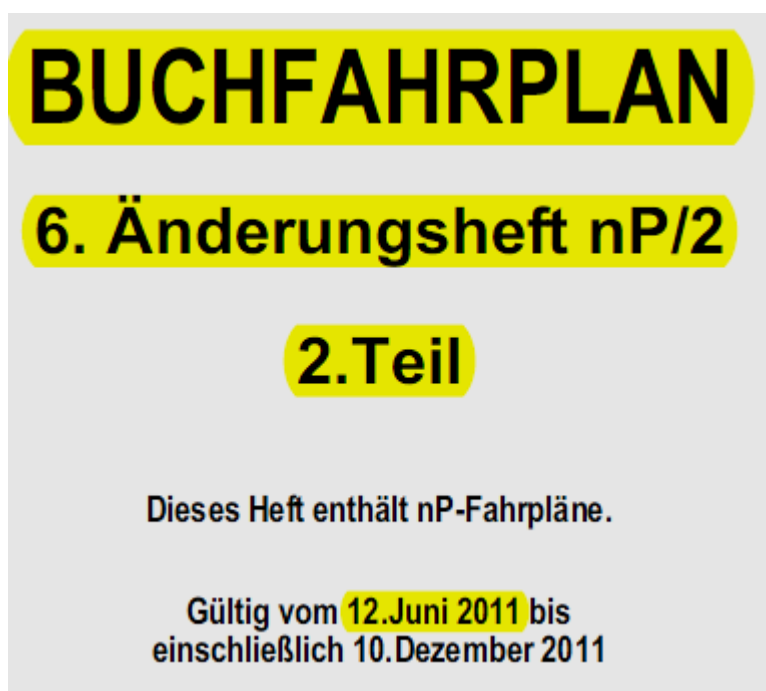 BUCHFAHRPLAN
6. Änderungsheft nP/2
2.Teil
Dieses Heft enthält nP-Fahrpläne.
Gültig vom 12.Juni 2011 bis
einschließlich 10.Dezember 2011